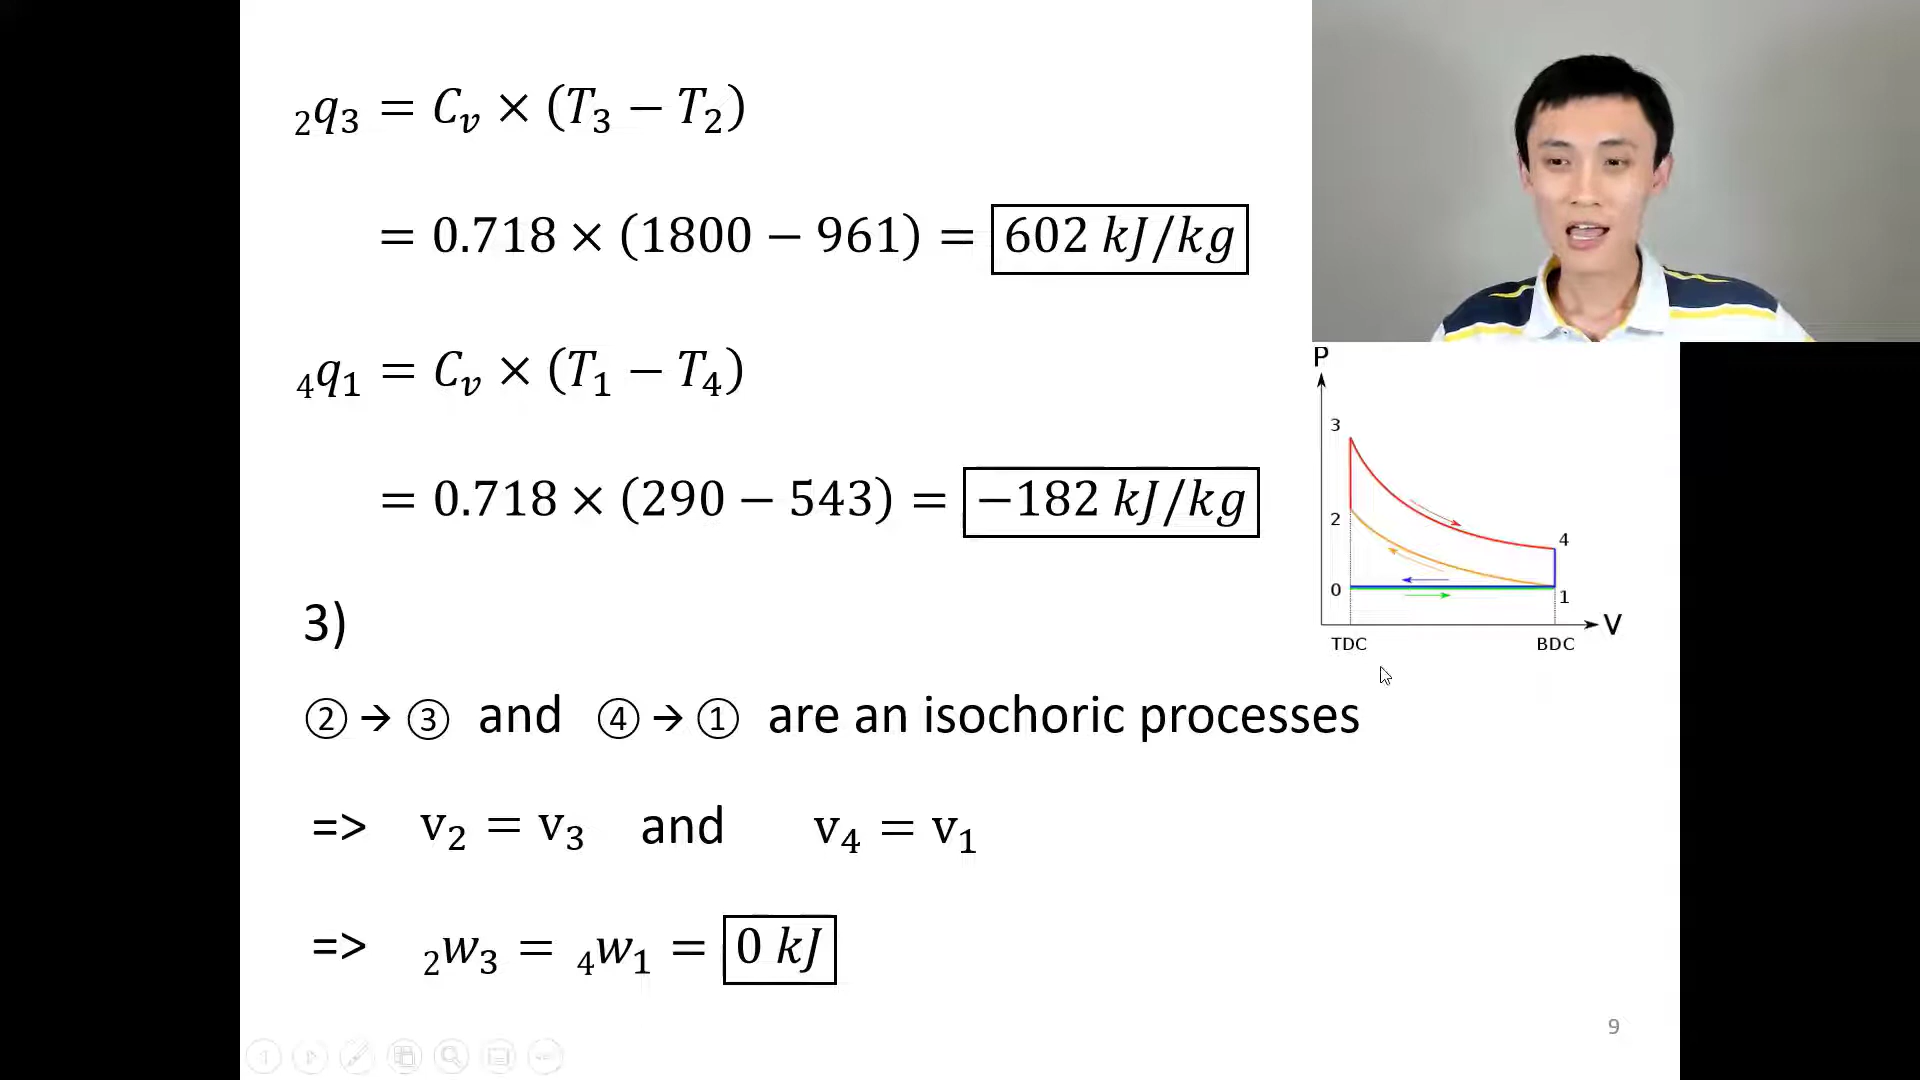 ₂q₃ = Cᵥ × (T₃ − T₂)
= 0.718 × (1800 − 961) = 602 kJ/kg
₄q₁ = Cᵥ × (T₁ − T₄)
= 0.718 × (290 − 543) = −182 kJ/kg
3)
② → ③ and ④ → ① are an isochoric processes
=> v₂ = v₃ and v₄ = v₁
=> ₂w₃ = ₄w₁ = 0 kJ
P
3
2
4
0
1
V
TDC BDC
9